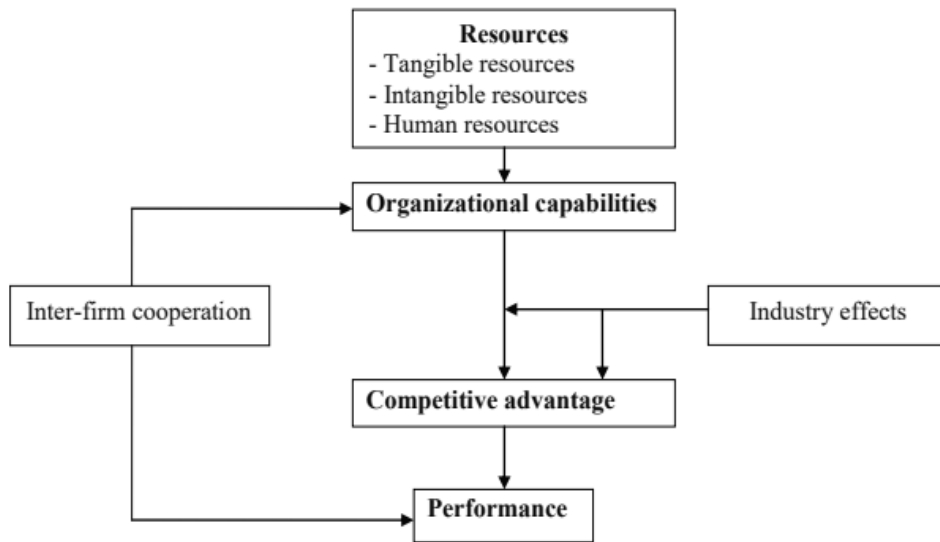 Resources
- Tangible resources
- Intangible resources
- Human resources
Organizational capabilities
Inter-firm cooperation
Industry effects
Competitive advantage
Performance